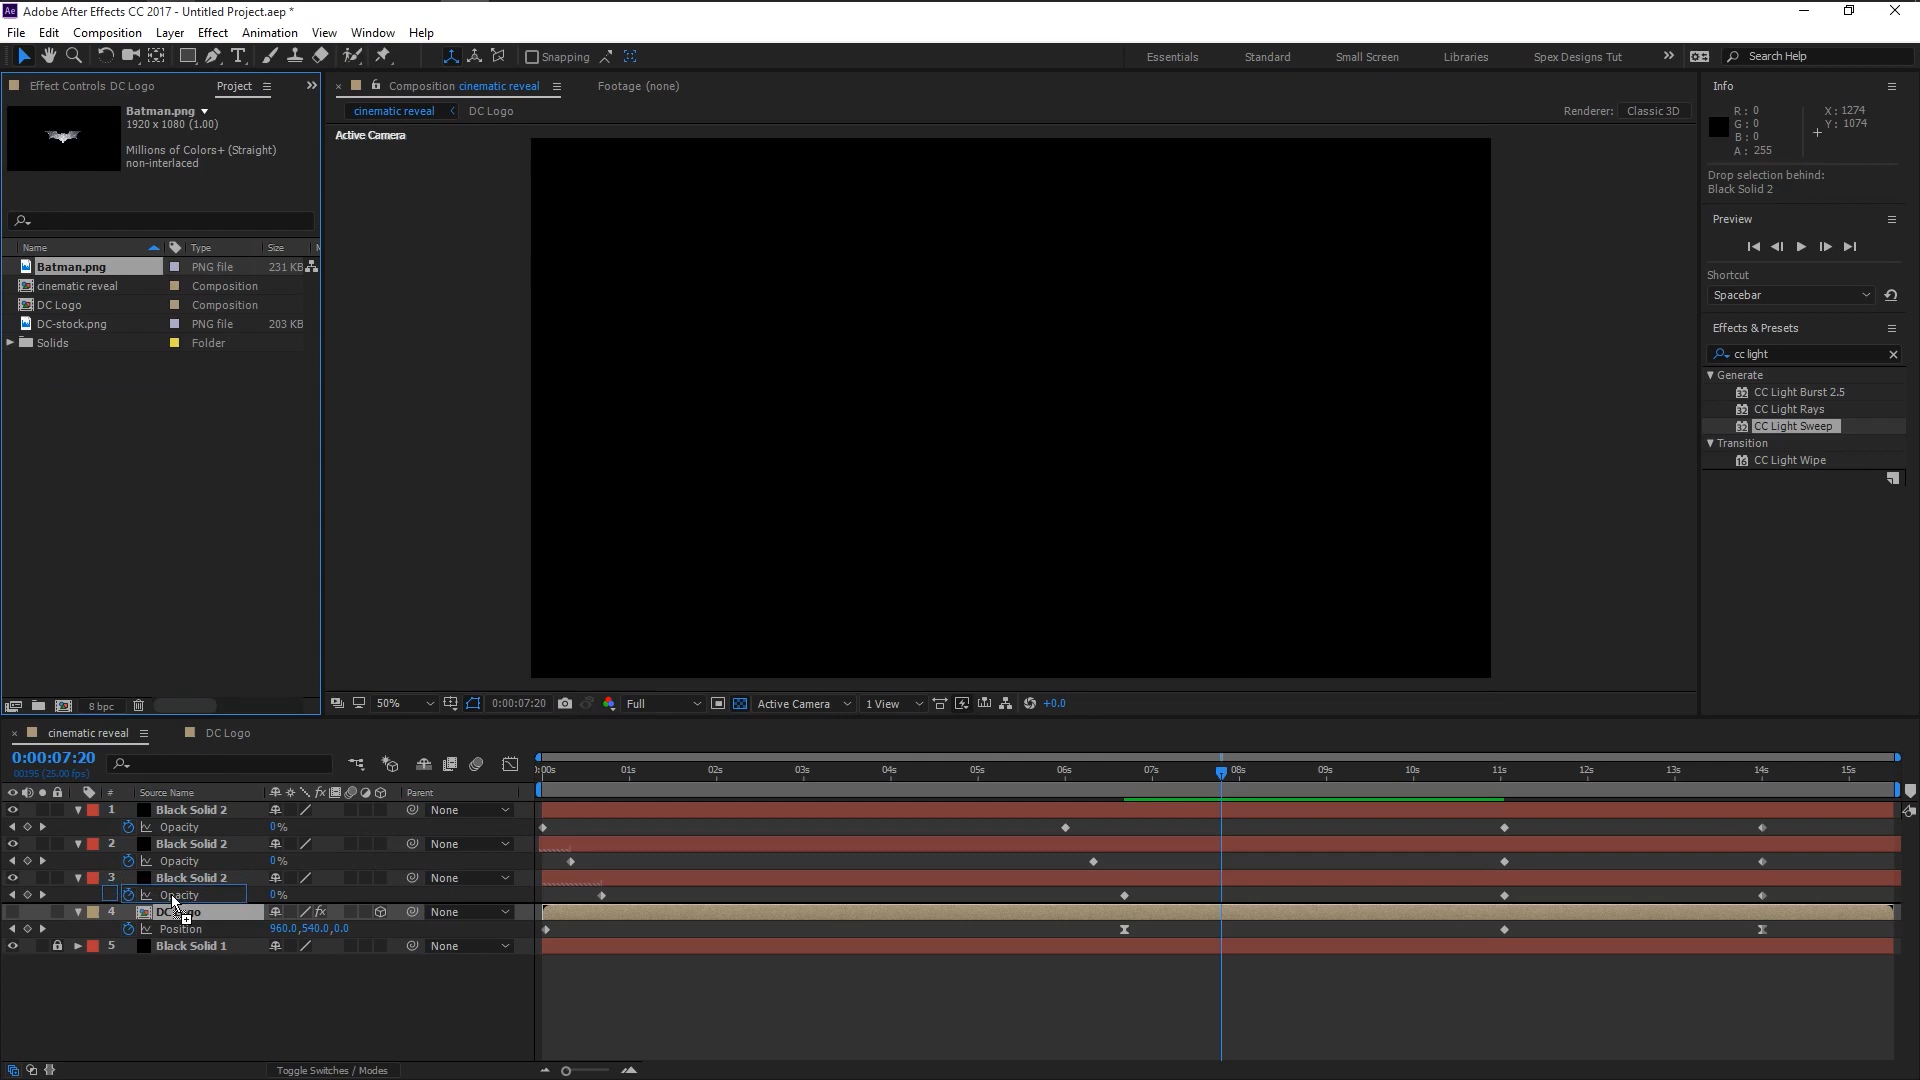 Adobe After Effects CC 2017 - Untitled Project.aep *
File Edit Composition Layer Effect Animation View Window Help
Snapping
Essentials Standard Small Screen Libraries Spex Designs Tut Search Help
Effect Controls DC Logo Project
Batman.png
1920 x 1080 (1.00)
Millions of Colors+ (Straight)
non-interlaced
Name Type Size
Batman.png PNG file 231 KB
cinematic reveal Composition
DC Logo Composition
DC-stock.png PNG file 203 KB
Solids Folder
8 bpc
Composition cinematic reveal Footage (none)
cinematic reveal DC Logo Renderer: Classic 3D
Active Camera
50% 0:00:07:20 Full Active Camera 1 View +0.0
Info
R: 0 X: 1274
G: 0 Y: 1074
B: 0
A: 255
Drop selection behind:
Black Solid 2
Preview
Shortcut
Spacebar
Effects & Presets
cc light
Generate
CC Light Burst 2.5
CC Light Rays
CC Light Sweep
Transition
CC Light Wipe
cinematic reveal DC Logo
0:00:07:20
00195 (25.00 fps)
:00s 01s 02s 03s 04s 05s 06s 07s 08s 09s 10s 11s 12s 13s 14s 15s
# Source Name fx Parent
1 Black Solid 2 None
Opacity 0%
2 Black Solid 2 None
Opacity 0%
3 Black Solid 2 None
Opacity 0%
4 DC Logo fx None
Position 960.0,540.0,0.0
5 Black Solid 1 None
Toggle Switches / Modes